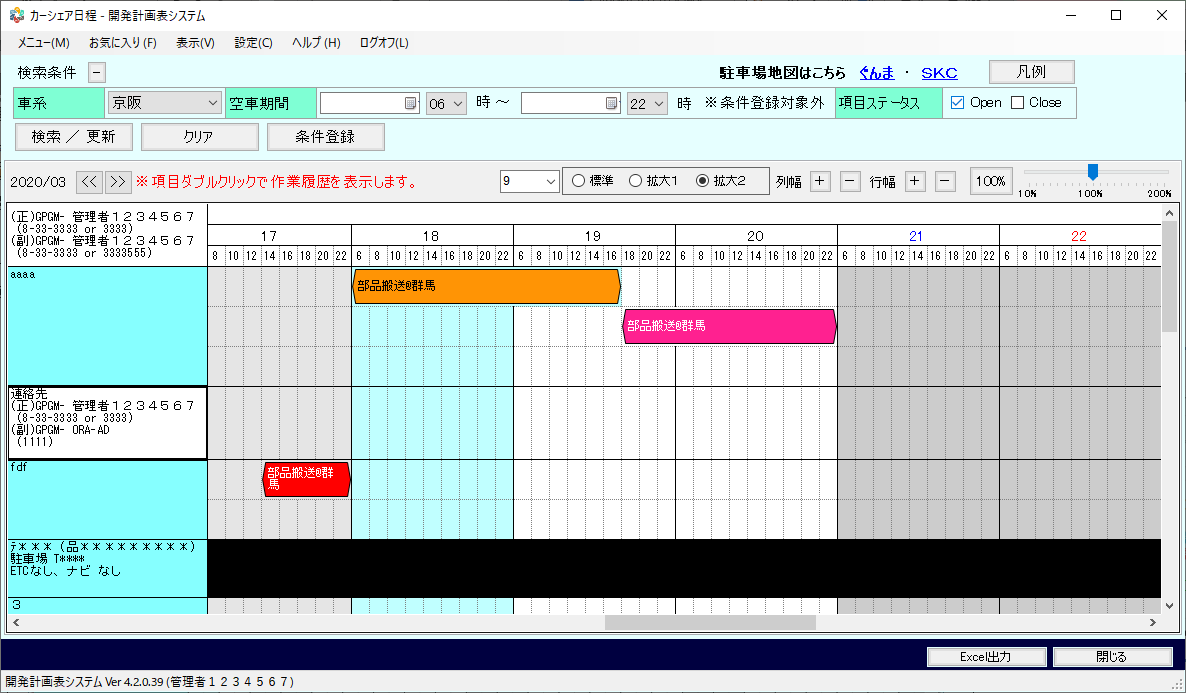 カーシェア日程 - 開発計画表システム
メニュー(M) お気に入り(F) 表示(V) 設定(C) ヘルプ(H) ログオフ(L)
検索条件 − 駐車場地図はこちら ぐんま ・ SKC 凡例
車系 京阪 空車期間 06 時 ～ 22 時 ※条件登録対象外 項目ステータス Open Close
検索 ／ 更新 クリア 条件登録
2020/03 << >> ※項目ダブルクリックで作業履歴を表示します。 9 標準 拡大1 拡大2 列幅 + − 行幅 + − 100% 10% 100% 200%
(正)GPGM- 管理者１２３４５６７
(8-33-3333 or 3333)
(副)GPGM- 管理者１２３４５６７
(8-33-3333 or 3333555)
17 18 19 20 21 22
8 10 12 14 16 18 20 22 6 8 10 12 14 16 18 20 22 6 8 10 12 14 16 18 20 22 6 8 10 12 14 16 18 20 22 6 8 10 12 14 16 18 20 22 6 8 10 12 14 16 18 20 22
aaaa
部品搬送@群馬
部品搬送@群馬
連絡先
(正)GPGM- 管理者１２３４５６７
(8-33-3333 or 3333)
(副)GPGM- ORA-AD
(1111)
fdf
部品搬送@群
馬
ﾃ＊＊＊（品＊＊＊＊＊＊＊＊＊）
駐車場 T****
ETCなし、ナビ なし
3
Excel出力 閉じる
開発計画表システム Ver 4.2.0.39 (管理者１２３４５６７)